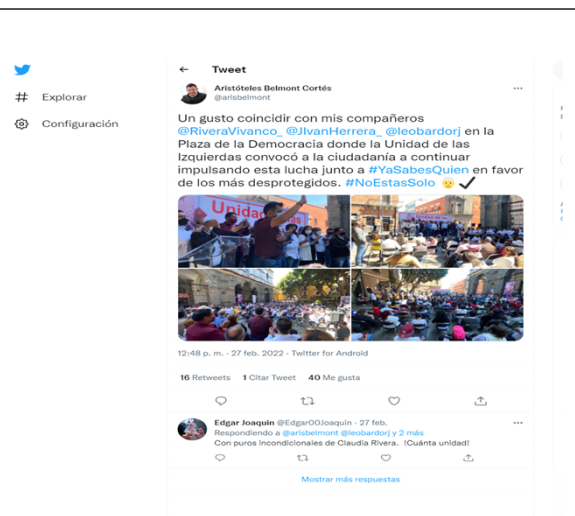 Explorar
Configuración
Tweet
Aristóteles Belmont Cortés
@arisbelmont
Un gusto coincidir con mis compañeros
@RiveraVivanco_ @JIvanHerrera_ @leobardorj en la
Plaza de la Democracia donde la Unidad de las
Izquierdas convocó a la ciudadanía a continuar
impulsando esta lucha junto a #YaSabesQuien en favor
de los más desprotegidos. #NoEstasSolo
Unidad
12:48 p. m. · 27 feb. 2022 · Twitter for Android
16 Retweets 1 Citar Tweet 40 Me gusta
Edgar Joaquin @Edgar00Joaquin · 27 feb.
Respondiendo a @arisbelmont @leobardorj y 2 más
Con puros incondicionales de Claudia Rivera. !Cuánta unidad!
Mostrar más respuestas